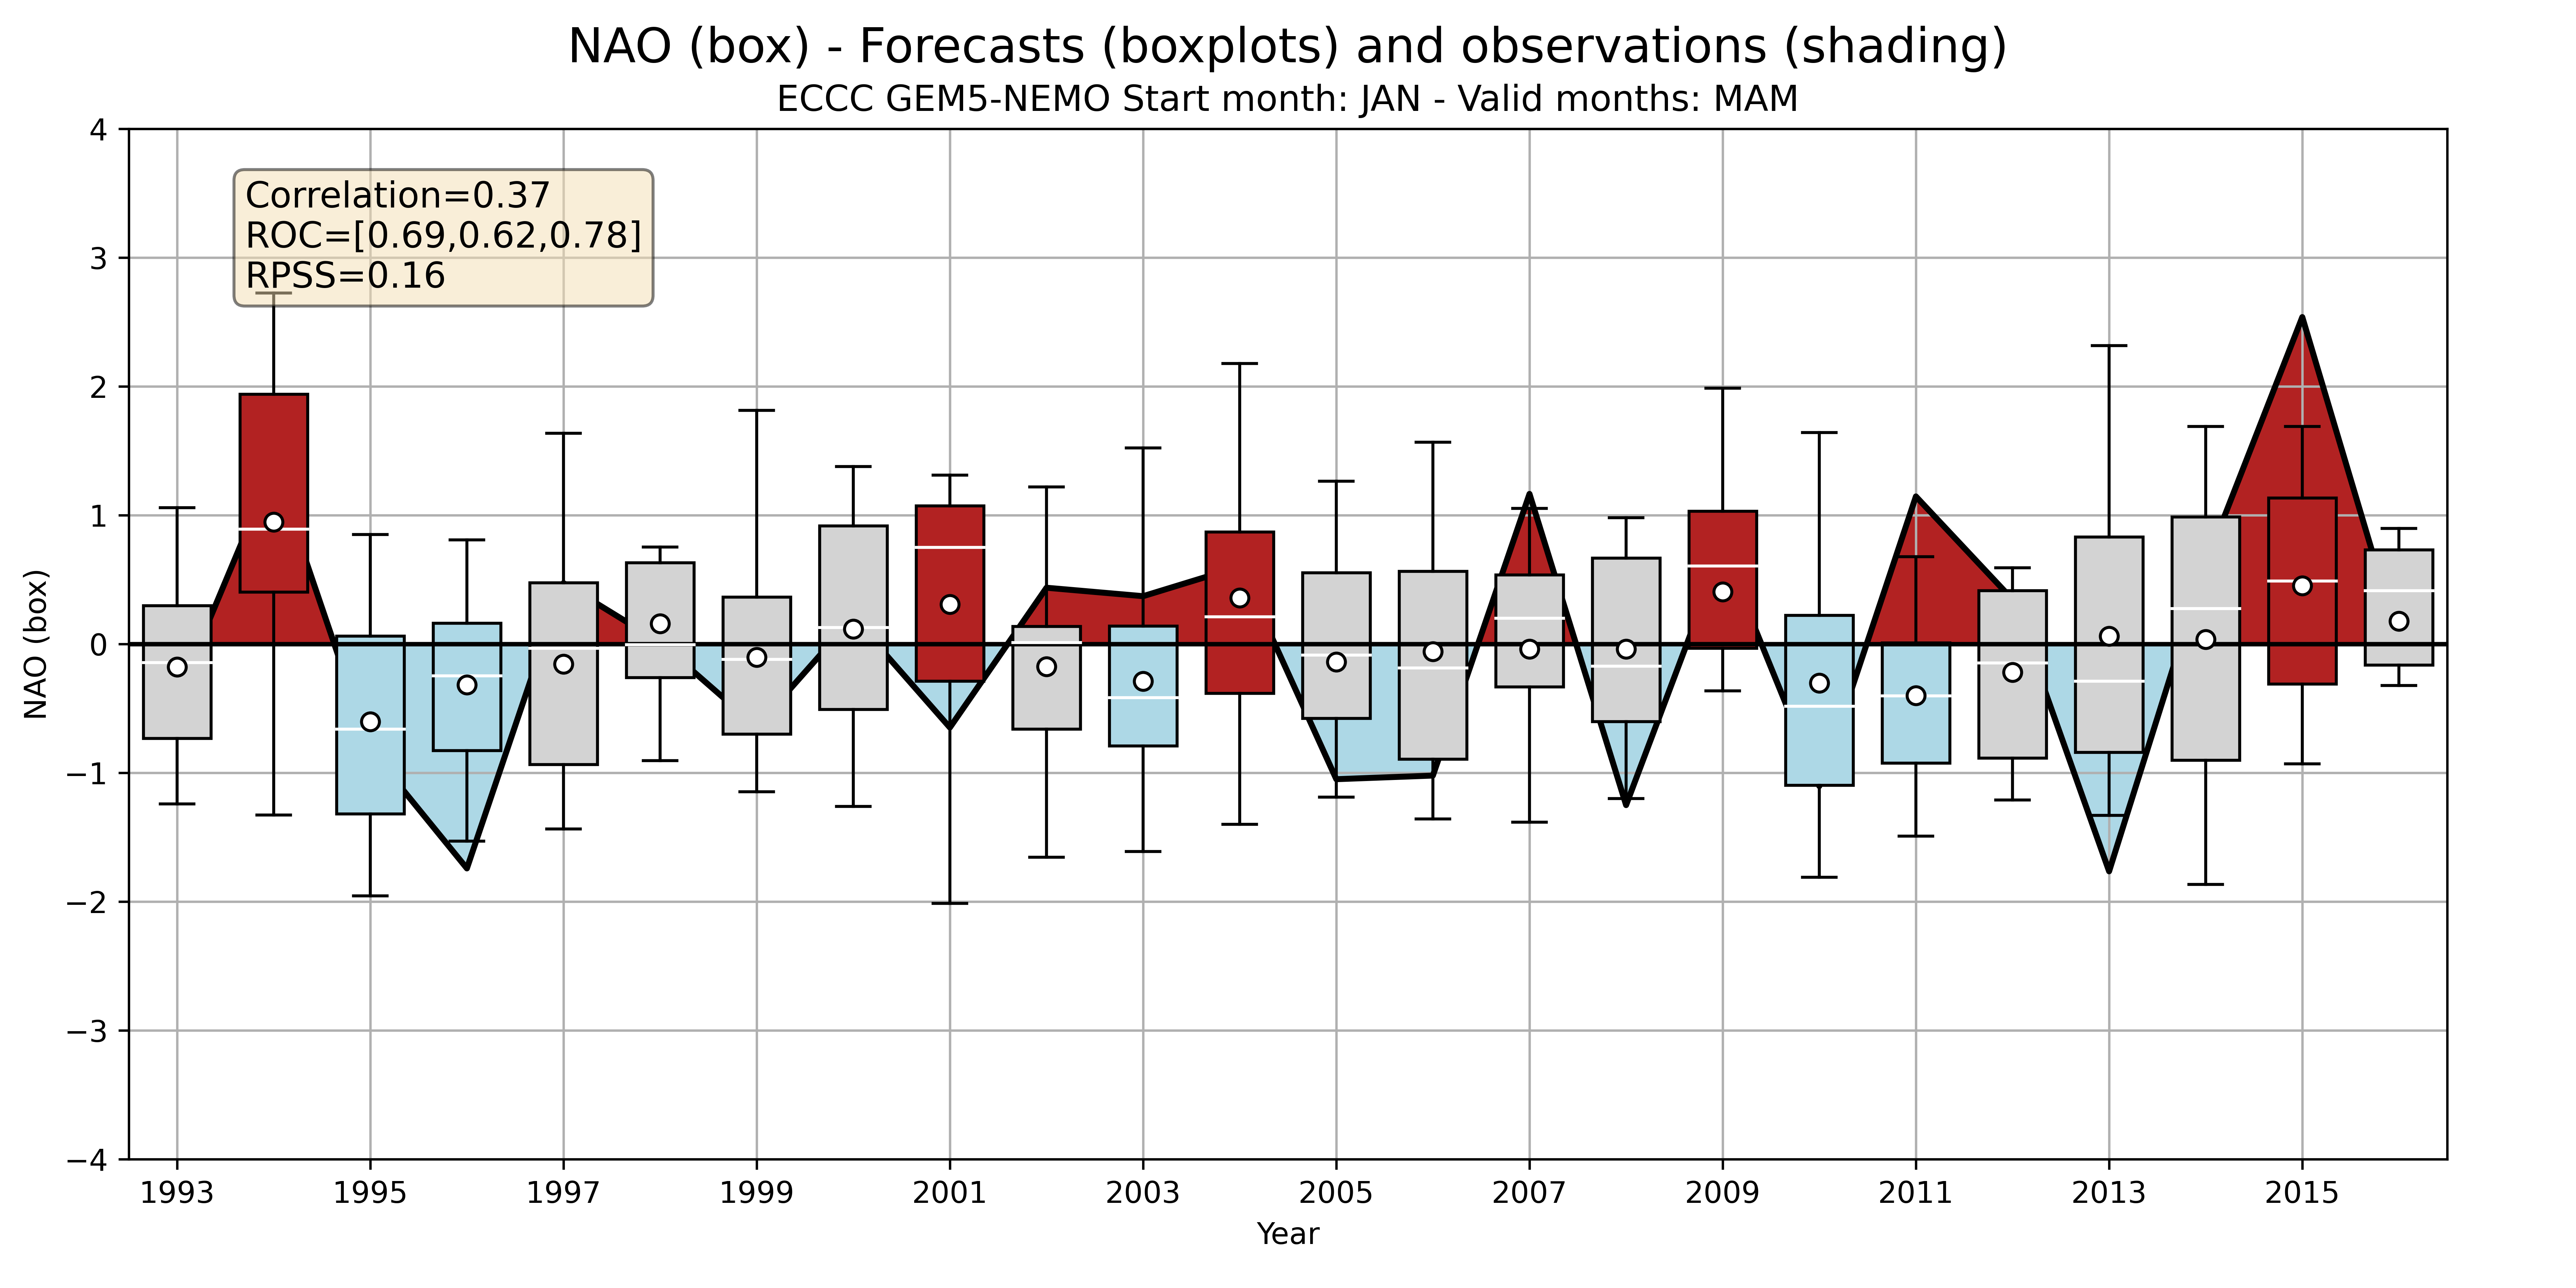 NAO (box) - Forecasts (boxplots) and observations (shading)
ECCC GEM5-NEMO Start month: JAN - Valid months: MAM
Correlation=0.37
ROC=[0.69,0.62,0.78]
RPSS=0.16
NAO (box)
4
3
2
1
0
−1
−2
−3
−4
1993 1995 1997 1999 2001 2003 2005 2007 2009 2011 2013 2015
Year